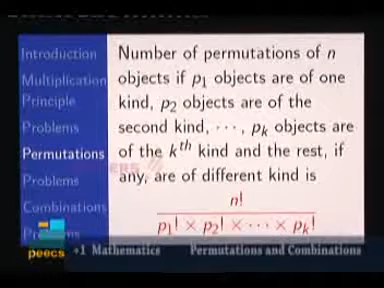 Introduction
Multiplication
Principle
Problems
Permutations
Problems
Combinations
Number of permutations of n
objects if p₁ objects are of one
kind, p₂ objects are of the
second kind, ⋯, pₖ objects are
of the kᵗʰ kind and the rest, if
any, are of different kind is
n!
p₁! × p₂! × ⋯ × pₖ!
peecs
+1 Mathematics
Permutations and Combinations